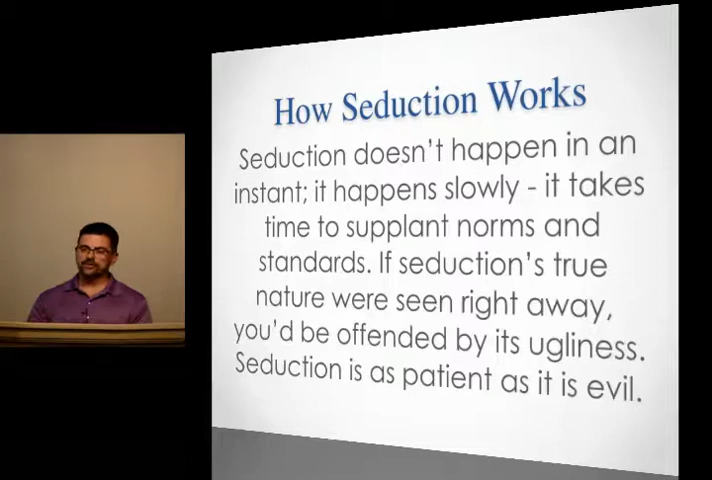 How Seduction Works
Seduction doesn't happen in an
instant; it happens slowly - it takes
time to supplant norms and
standards. If seduction's true
nature were seen right away,
you'd be offended by its ugliness.
Seduction is as patient as it is evil.